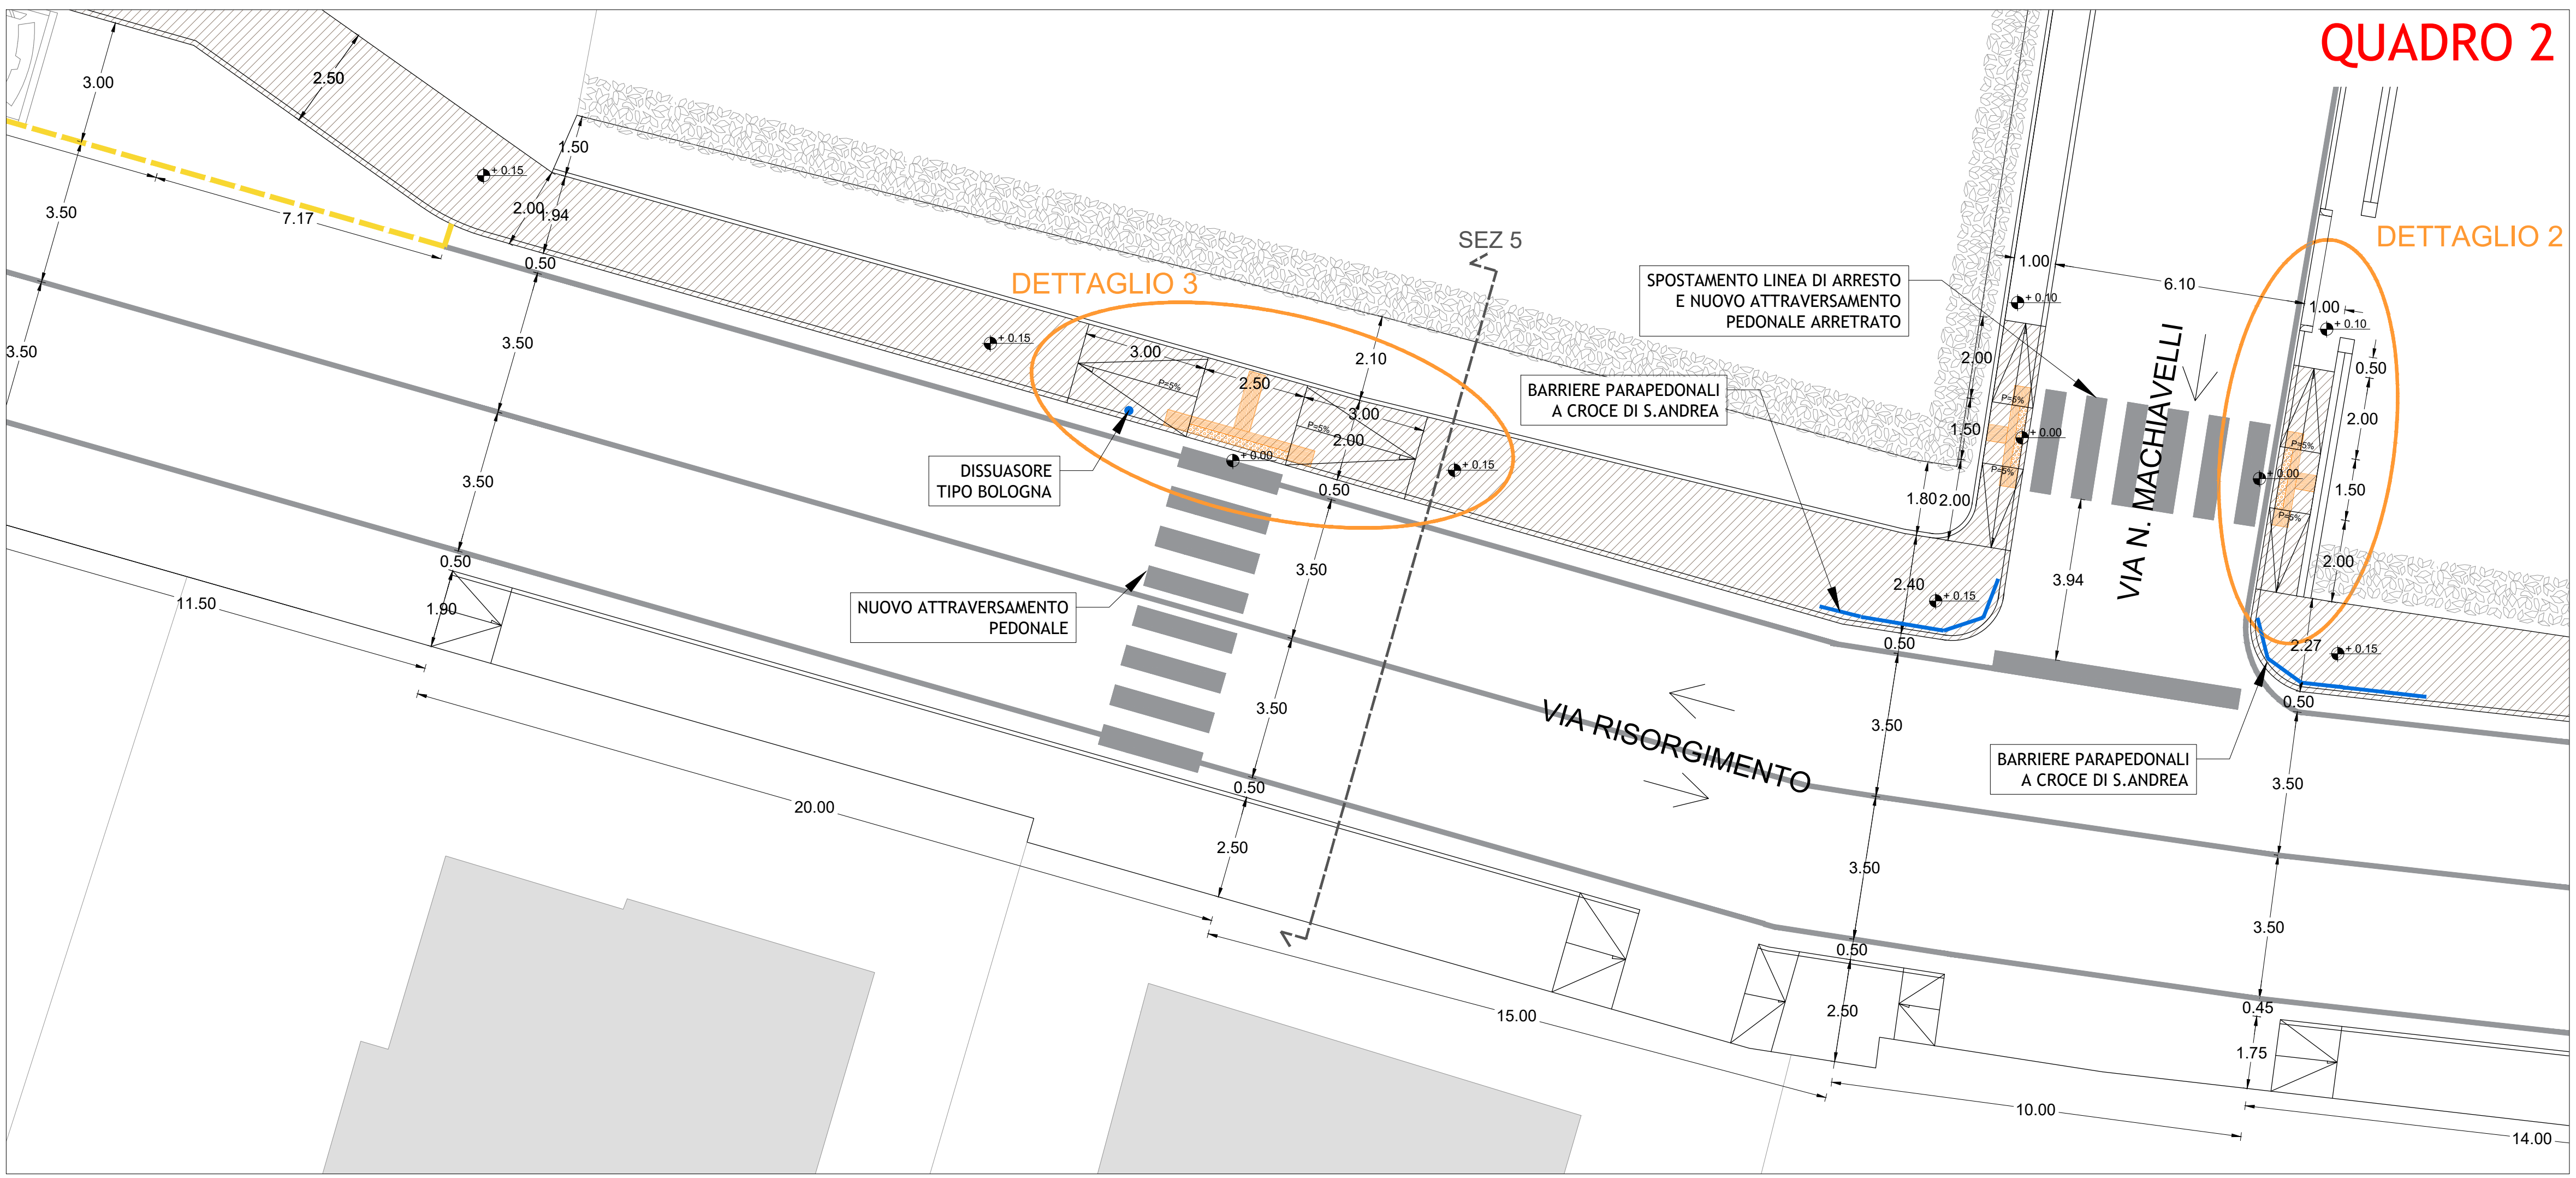 QUADRO 2
3.00
2.50
1.50
+ 0.15
3.50
7.17
2.00
1.94
0.50
3.50
3.50
3.50
0.50
1.90
11.50
20.00
DETTAGLIO 3
SEZ 5
+ 0.15
3.00
P=5%
2.50
2.10
3.00
P=5%
2.00
+ 0.00
+ 0.15
0.50
DISSUASORE
TIPO BOLOGNA
NUOVO ATTRAVERSAMENTO
PEDONALE
3.50
3.50
0.50
2.50
15.00
SPOSTAMENTO LINEA DI ARRESTO
E NUOVO ATTRAVERSAMENTO
PEDONALE ARRETRATO
BARRIERE PARAPEDONALI
A CROCE DI S.ANDREA
1.00
+ 0.10
2.00
P=5%
1.50
+ 0.00
P=5%
1.80
2.00
2.40
+ 0.15
0.50
VIA RISORGIMENTO
3.50
3.50
0.50
2.50
10.00
6.10
VIA N. MACHIAVELLI
3.94
DETTAGLIO 2
1.00
+ 0.10
0.50
2.00
P=5%
+ 0.00
1.50
P=5%
2.00
2.27
+ 0.15
0.50
BARRIERE PARAPEDONALI
A CROCE DI S.ANDREA
3.50
3.50
0.45
1.75
14.00